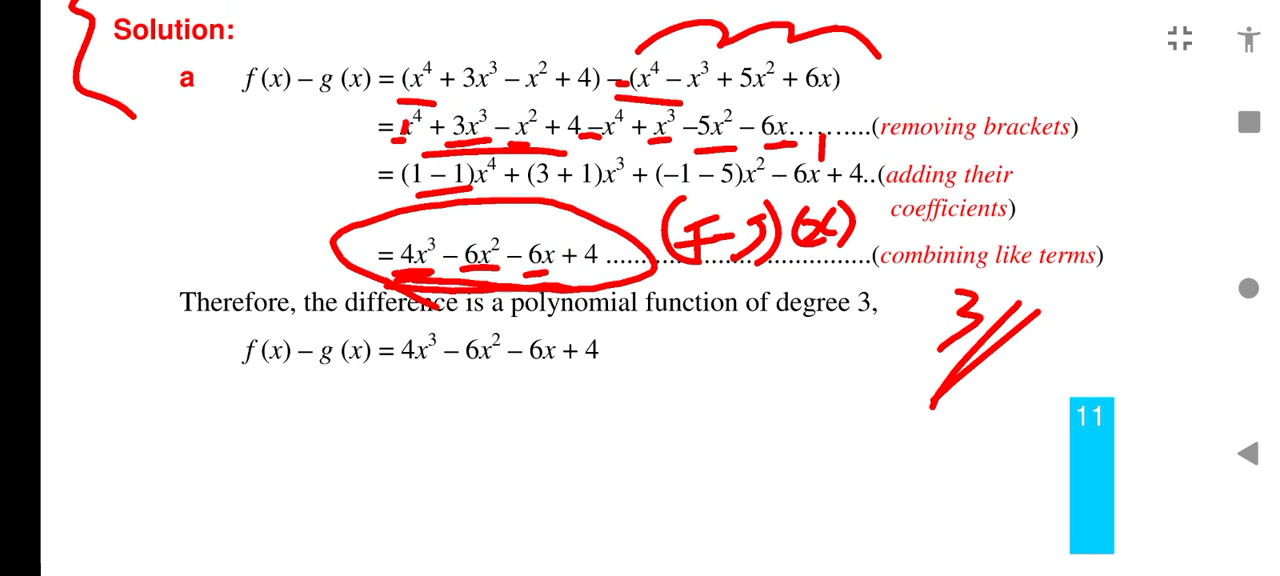 Solution:
a f (x) – g (x) = (x⁴ + 3x³ – x² + 4) – (x⁴ – x³ + 5x² + 6x)
= x⁴ + 3x³ – x² + 4 – x⁴ + x³ –5x² – 6x..........(removing brackets)
= (1 – 1)x⁴ + (3 + 1)x³ + (–1 – 5)x² – 6x + 4..(adding their
coefficients)
(f-g)(x)
= 4x³ – 6x² – 6x + 4 ......................................(combining like terms)
Therefore, the difference is a polynomial function of degree 3,
3
f (x) – g (x) = 4x³ – 6x² – 6x + 4
11